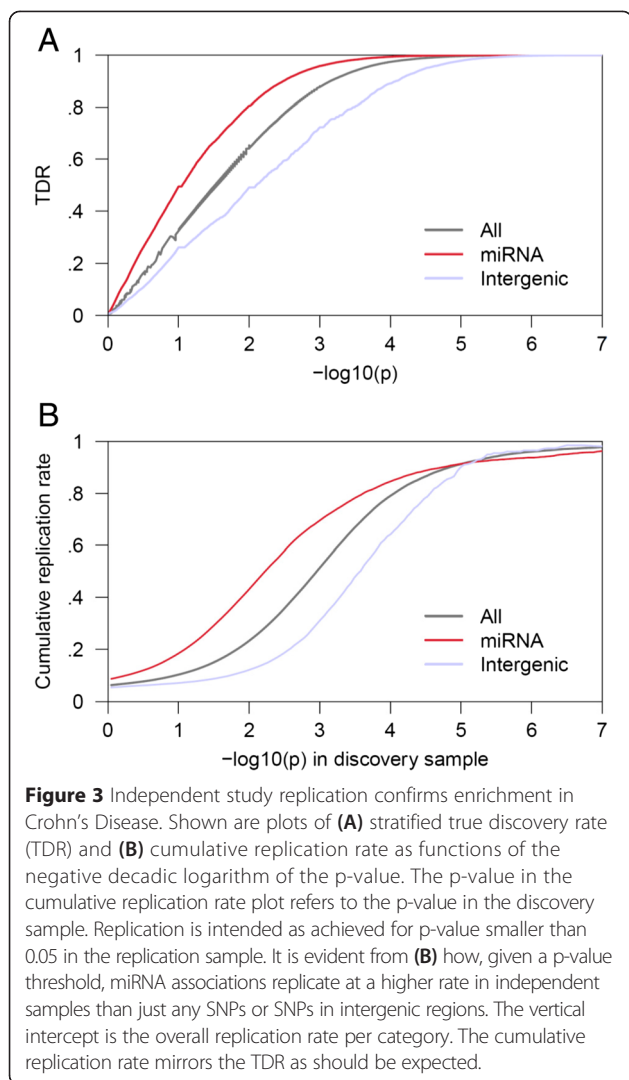 A
1
.8
.6
.4
.2
0
TDR
All
miRNA
Intergenic
0 1 2 3 4 5 6 7
−log10(p)
B
1
.8
.6
.4
.2
0
Cumulative replication rate
All
miRNA
Intergenic
0 1 2 3 4 5 6 7
−log10(p) in discovery sample
Figure 3 Independent study replication confirms enrichment in
Crohn's Disease. Shown are plots of (A) stratified true discovery rate
(TDR) and (B) cumulative replication rate as functions of the
negative decadic logarithm of the p-value. The p-value in the
cumulative replication rate plot refers to the p-value in the discovery
sample. Replication is intended as achieved for p-value smaller than
0.05 in the replication sample. It is evident from (B) how, given a p-value
threshold, miRNA associations replicate at a higher rate in independent
samples than just any SNPs or SNPs in intergenic regions. The vertical
intercept is the overall replication rate per category. The cumulative
replication rate mirrors the TDR as should be expected.